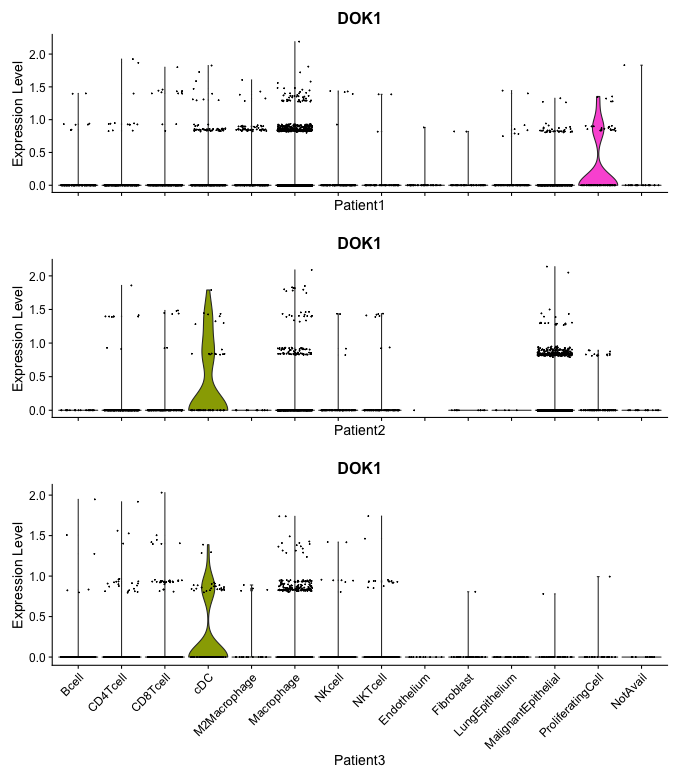 DOK1
Expression Level
2.0
1.5
1.0
0.5
0.0
Patient1
DOK1
Expression Level
2.0
1.5
1.0
0.5
0.0
Patient2
DOK1
Expression Level
2.0
1.5
1.0
0.5
0.0
Bcell
CD4Tcell
CD8Tcell
cDC
M2Macrophage
Macrophage
NKcell
NKTcell
Endothelium
Fibroblast
LungEpithelium
MalignantEpithelial
ProliferatingCell
NotAvail
Patient3